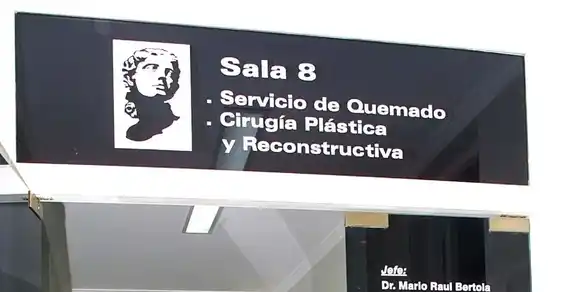 Sala 8
. Servicio de Quemado
. Cirugía Plástica
y Reconstructiva
Jefe:
Dr. Mario Raul Bertola